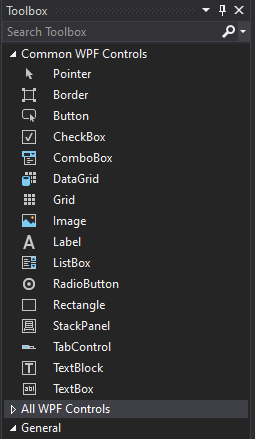 Toolbox
Search Toolbox
Common WPF Controls
Pointer
Border
Button
CheckBox
ComboBox
DataGrid
Grid
Image
A Label
ListBox
RadioButton
Rectangle
StackPanel
TabControl
T TextBlock
abl TextBox
All WPF Controls
General